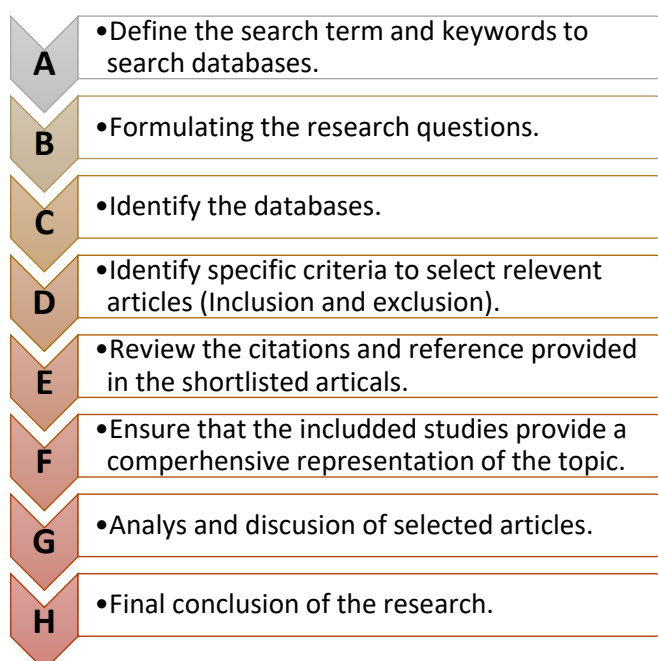 A
•Define the search term and keywords to
search databases.
B
•Formulating the research questions.
C
•Identify the databases.
D
•Identify specific criteria to select relevent
articles (Inclusion and exclusion).
E
•Review the citations and reference provided
in the shortlisted articals.
F
•Ensure that the includded studies provide a
comperhensive representation of the topic.
G
•Analys and discusion of selected articles.
H
•Final conclusion of the research.